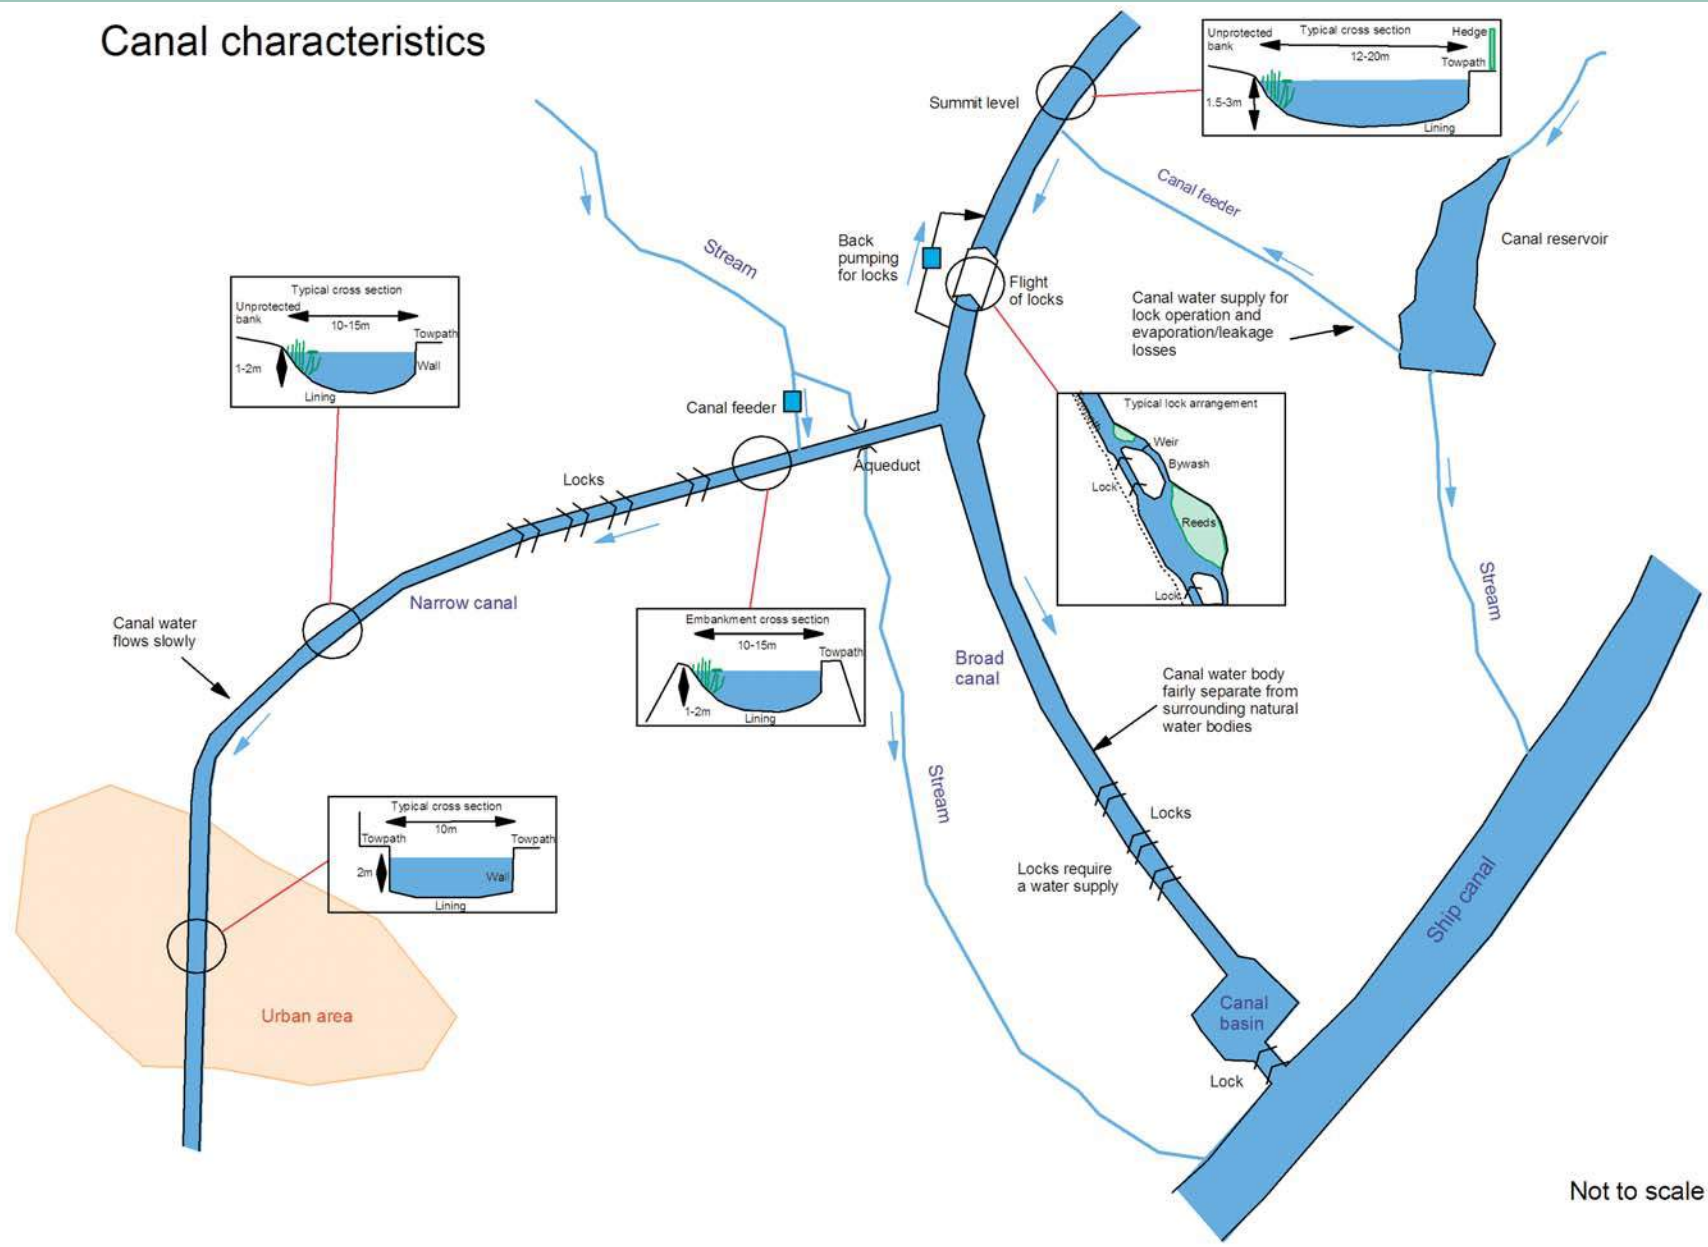 Canal characteristics
Summit level
Unprotected
bank
Typical cross section
12-20m
Hedge
Towpath
1.5-3m
Lining
Canal feeder
Canal reservoir
Stream
Back
pumping
for locks
Flight
of locks
Canal water supply for
lock operation and
evaporation/leakage
losses
Typical cross section
Unprotected
bank
10-15m
Towpath
1-2m
Wall
Lining
Canal feeder
Aqueduct
Typical lock arrangement
Weir
Bywash
Lock
Reeds
Lock
Locks
Narrow canal
Canal water
flows slowly
Embankment cross section
10-15m
Towpath
1-2m
Lining
Broad
canal
Canal water body
fairly separate from
surrounding natural
water bodies
Stream
Stream
Typical cross section
10m
Towpath
Towpath
2m
Wall
Lining
Locks
Locks require
a water supply
Ship canal
Urban area
Canal
basin
Lock
Not to scale